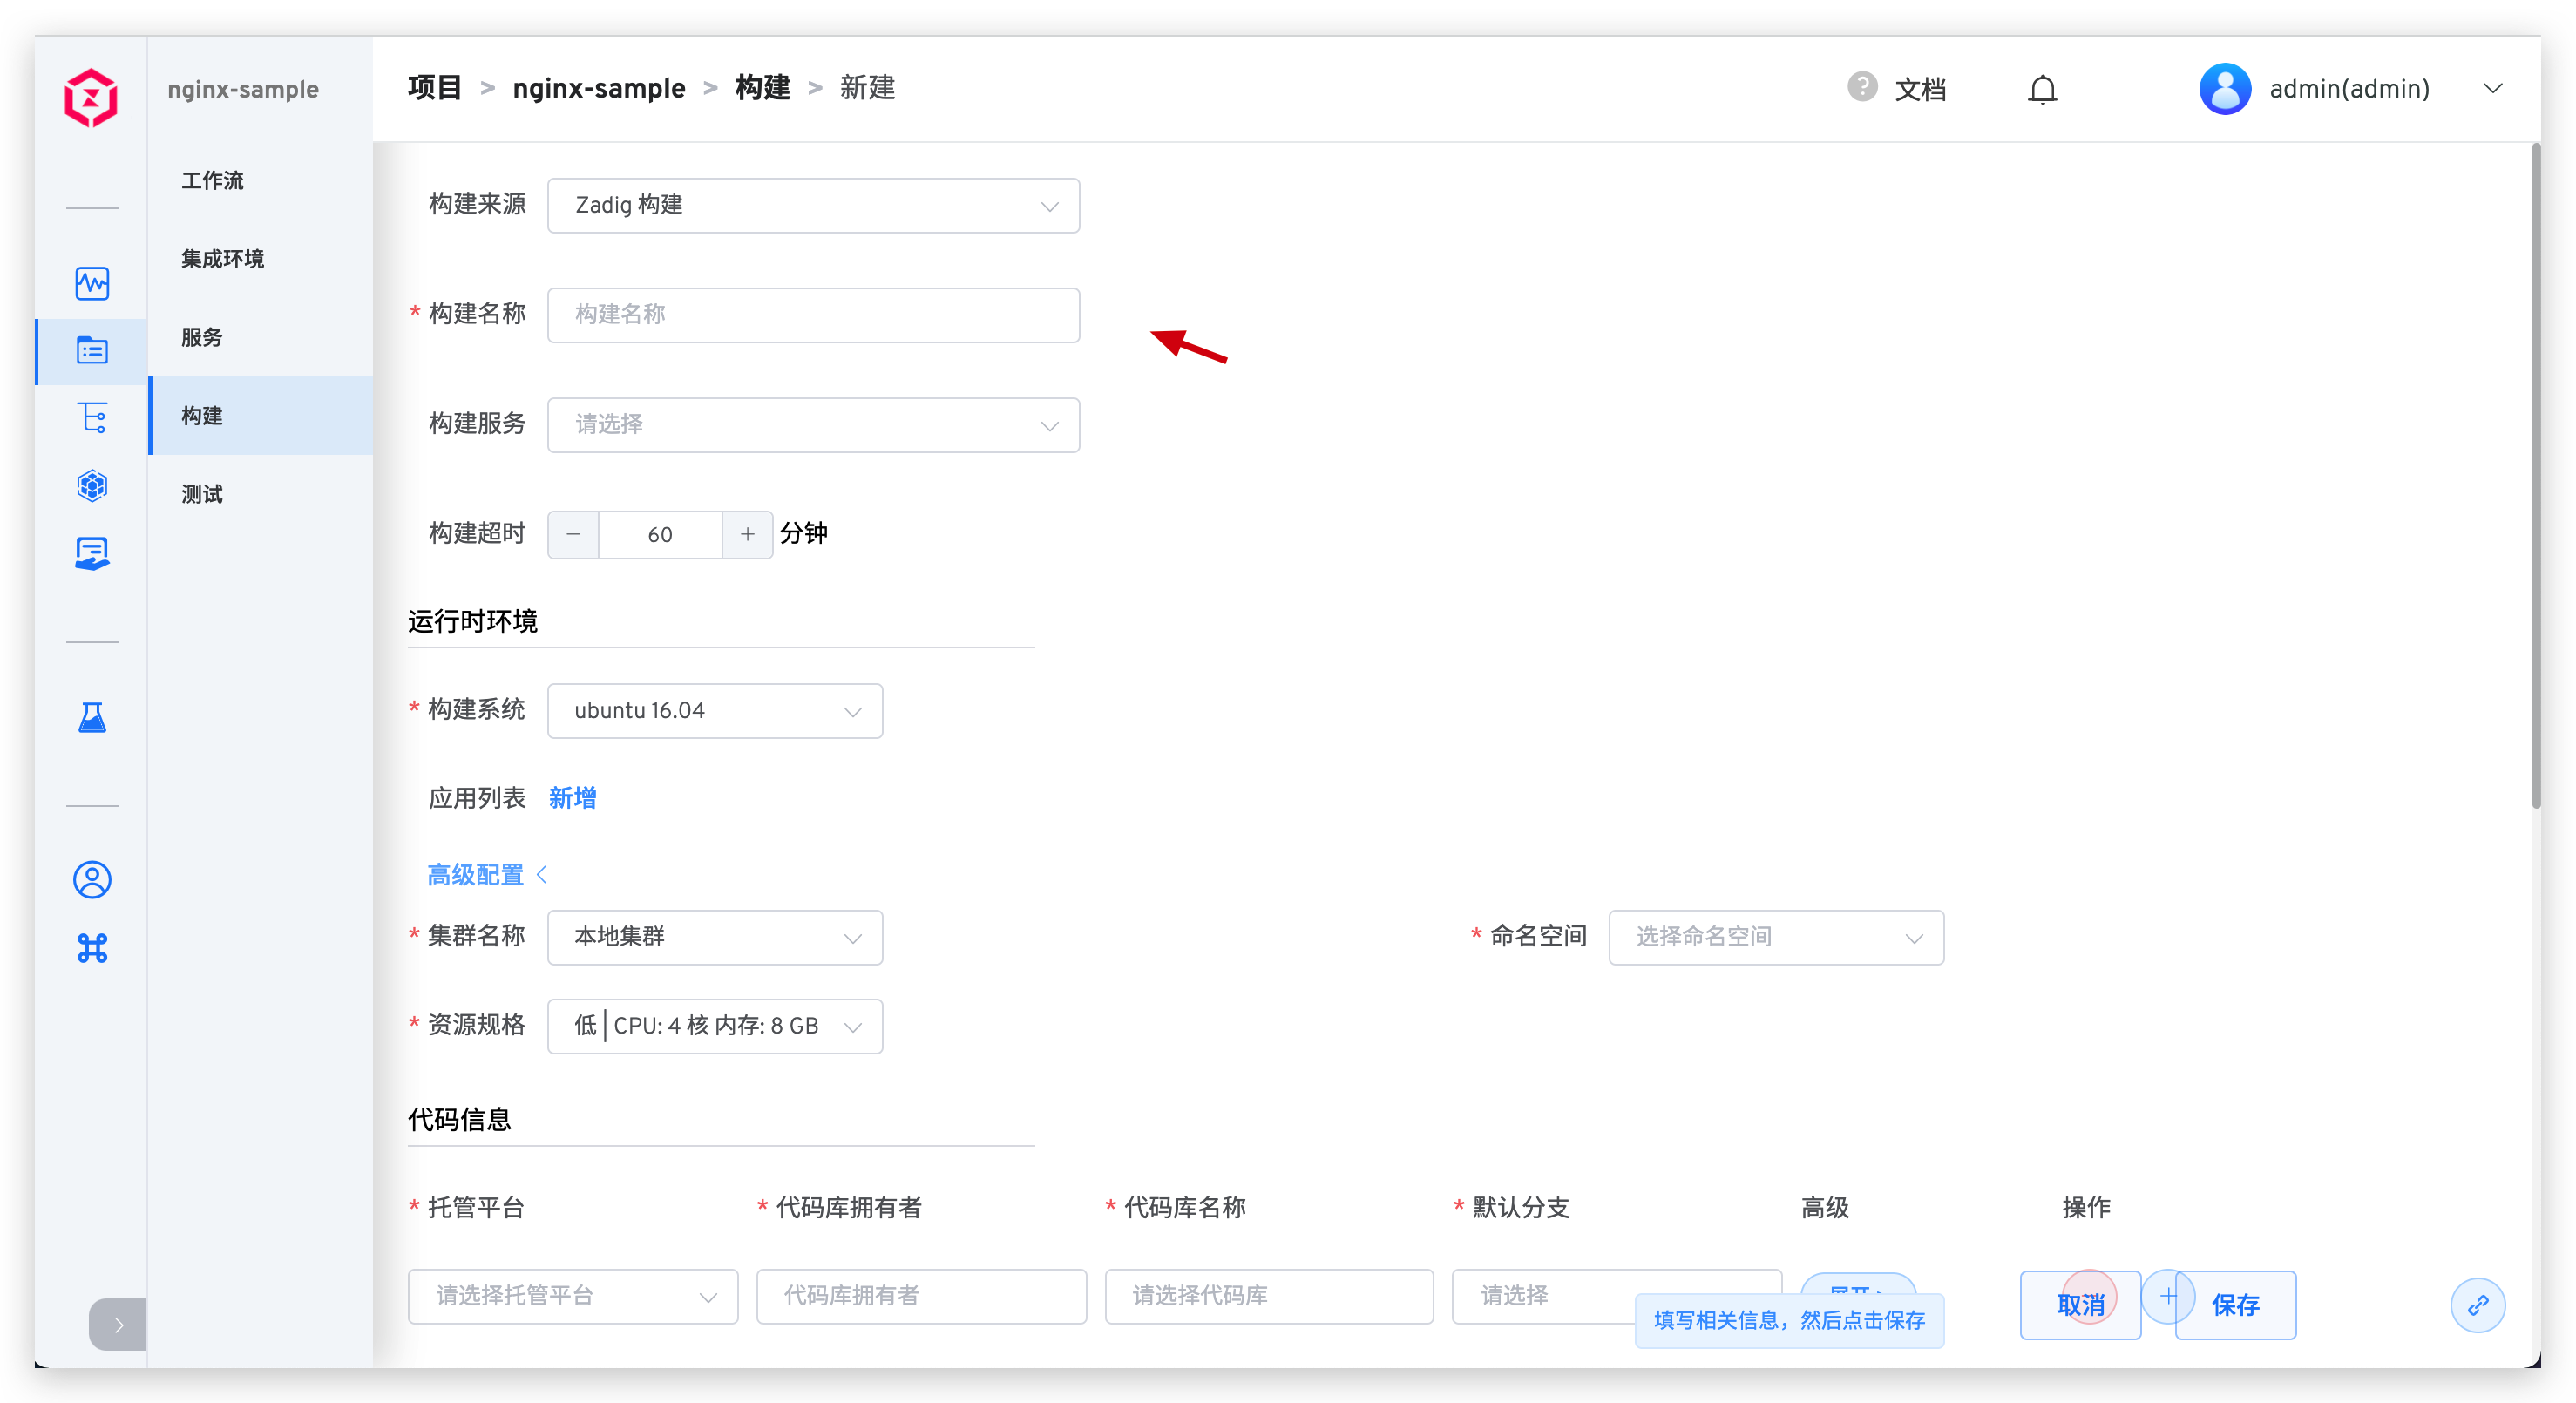 nginx-sample
工作流
集成环境
服务
构建
测试
项目 > nginx-sample > 构建 > 新建
? 文档
admin(admin)
构建来源 Zadig 构建
* 构建名称 构建名称
构建服务 请选择
构建超时 − 60 + 分钟
运行时环境
* 构建系统 ubuntu 16.04
应用列表 新增
高级配置 <
* 集群名称 本地集群 * 命名空间 选择命名空间
* 资源规格 低 | CPU: 4 核 内存: 8 GB
代码信息
* 托管平台 * 代码库拥有者 * 代码库名称 * 默认分支 高级 操作
请选择托管平台 代码库拥有者 请选择代码库 请选择 展开 >
填写相关信息，然后点击保存 取消 + 保存